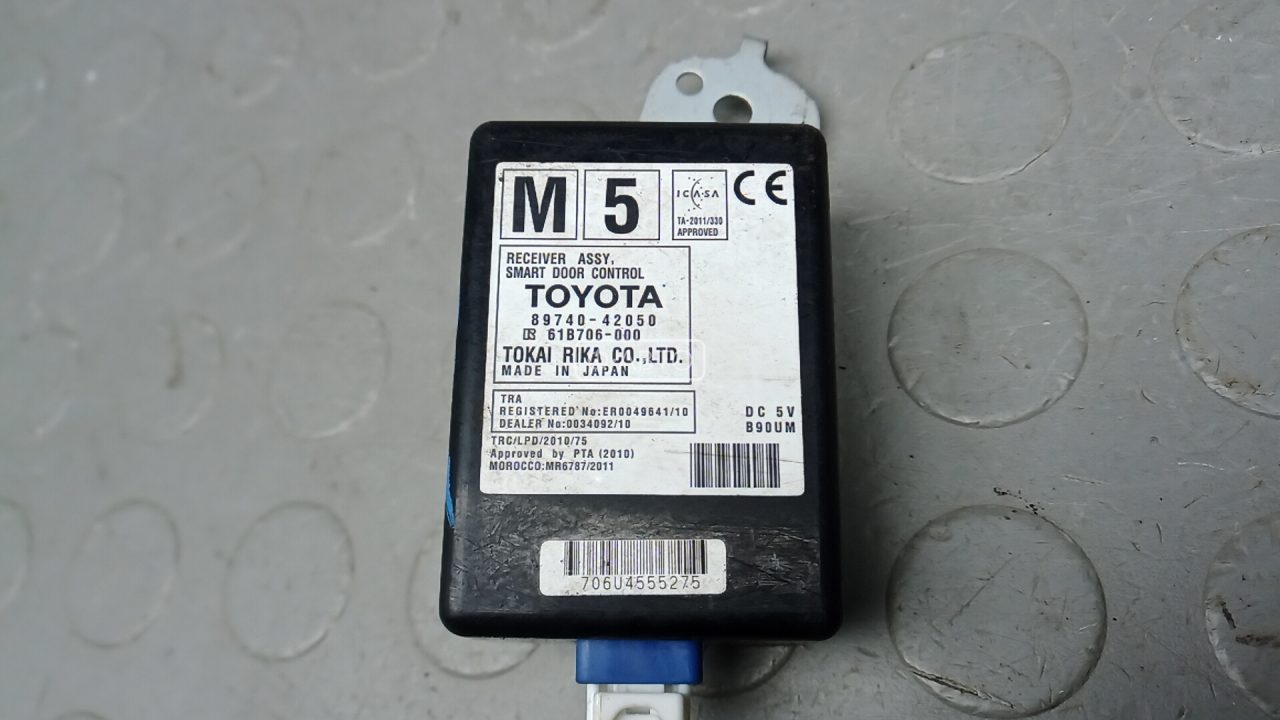 M 5
ICASA
TA-2011/330
APPROVED
CE
RECEIVER ASSY,
SMART DOOR CONTROL
TOYOTA
89740-42050
61B706-000
TOKAI RIKA CO.,LTD.
MADE IN JAPAN
TRA
REGISTERED No:ER0049641/10
DEALER No:0034092/10
DC 5V
B90UM
TRC/LPD/2010/75
Approved by PTA (2010)
MOROCCO:MR6787/2011
706U4555275